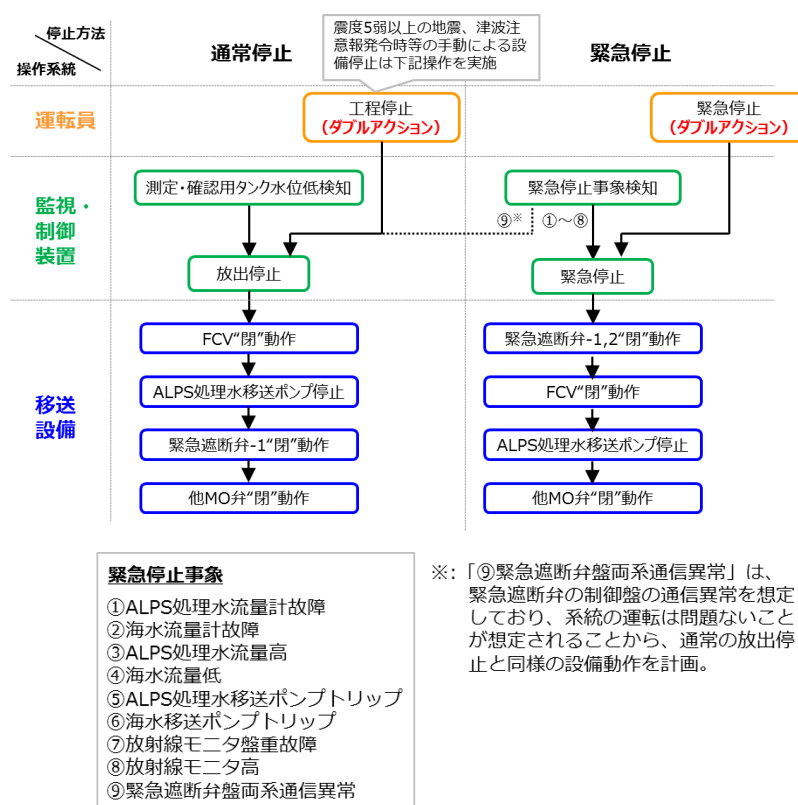 停止方法
操作系統
通常停止
震度5弱以上の地震、津波注
意報発令時等の手動による設
備停止は下記操作を実施
緊急停止
運転員
工程停止
(ダブルアクション)
緊急停止
(ダブルアクション)
監視・
制御
装置
測定・確認用タンク水位低検知
緊急停止事象検知
⑨※
①～⑧
放出停止
緊急停止
移送
設備
FCV“閉”動作
緊急遮断弁-1,2“閉”動作
ALPS処理水移送ポンプ停止
FCV“閉”動作
緊急遮断弁-1“閉”動作
ALPS処理水移送ポンプ停止
他MO弁“閉”動作
他MO弁“閉”動作
緊急停止事象
①ALPS処理水流量計故障
②海水流量計故障
③ALPS処理水流量高
④海水流量低
⑤ALPS処理水移送ポンプトリップ
⑥海水移送ポンプトリップ
⑦放射線モニタ盤重故障
⑧放射線モニタ高
⑨緊急遮断弁盤両系通信異常
※:「⑨緊急遮断弁盤両系通信異常」は、
緊急遮断弁の制御盤の通信異常を想定
しており、系統の運転は問題ないこと
が想定されることから、通常の放出停
止と同様の設備動作を計画。